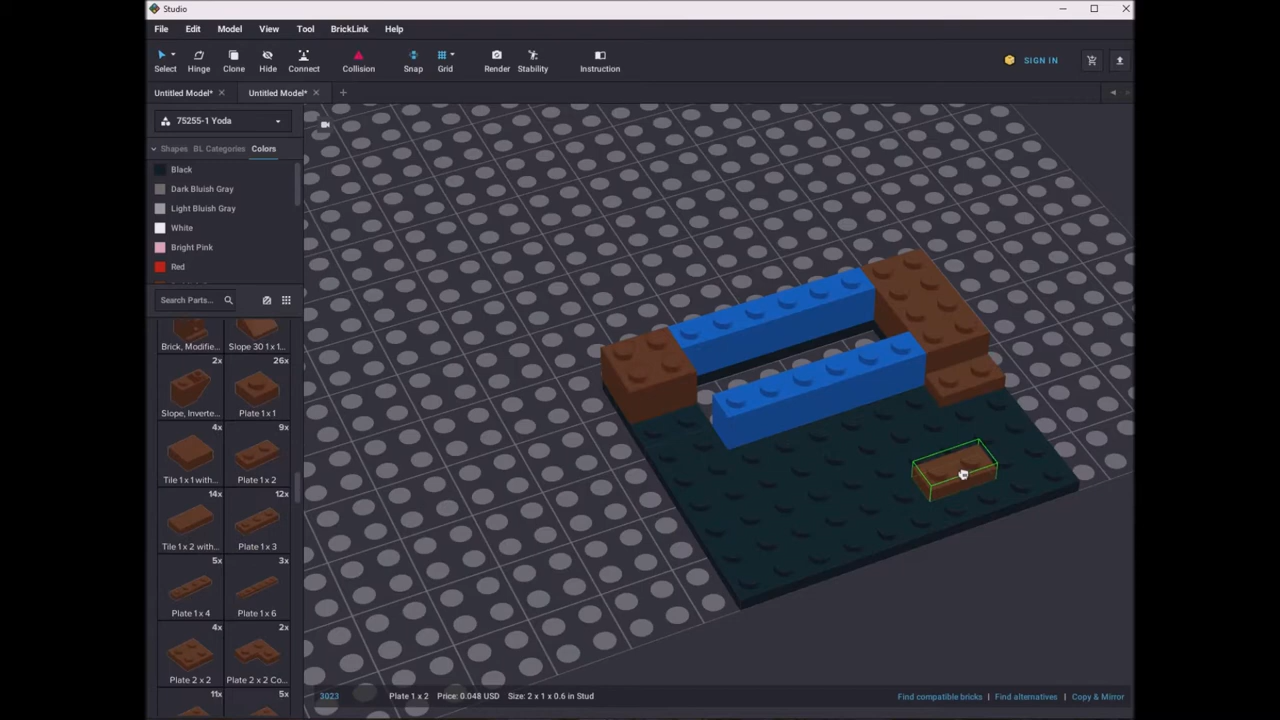 Studio
File Edit Model View Tool BrickLink Help
Select Hinge Clone Hide Connect Collision Snap Grid Render Stability Instruction SIGN IN
Untitled Model* Untitled Model*
75255-1 Yoda
Shapes BL Categories Colors
Black
Dark Bluish Gray
Light Bluish Gray
White
Bright Pink
Red
Search Parts...
Brick, Modifie... Slope 30 1 x 1...
2x 26x
Slope, Inverte... Plate 1 x 1
4x 9x
Tile 1 x 1 with... Plate 1 x 2
14x 12x
Tile 1 x 2 with... Plate 1 x 3
5x 3x
Plate 1 x 4 Plate 1 x 6
4x 2x
Plate 2 x 2 Plate 2 x 2 Co...
11x 5x
3023 Plate 1 x 2 Price: 0.048 USD Size: 2 x 1 x 0.6 in Stud Find compatible bricks | Find alternatives | Copy & Mirror